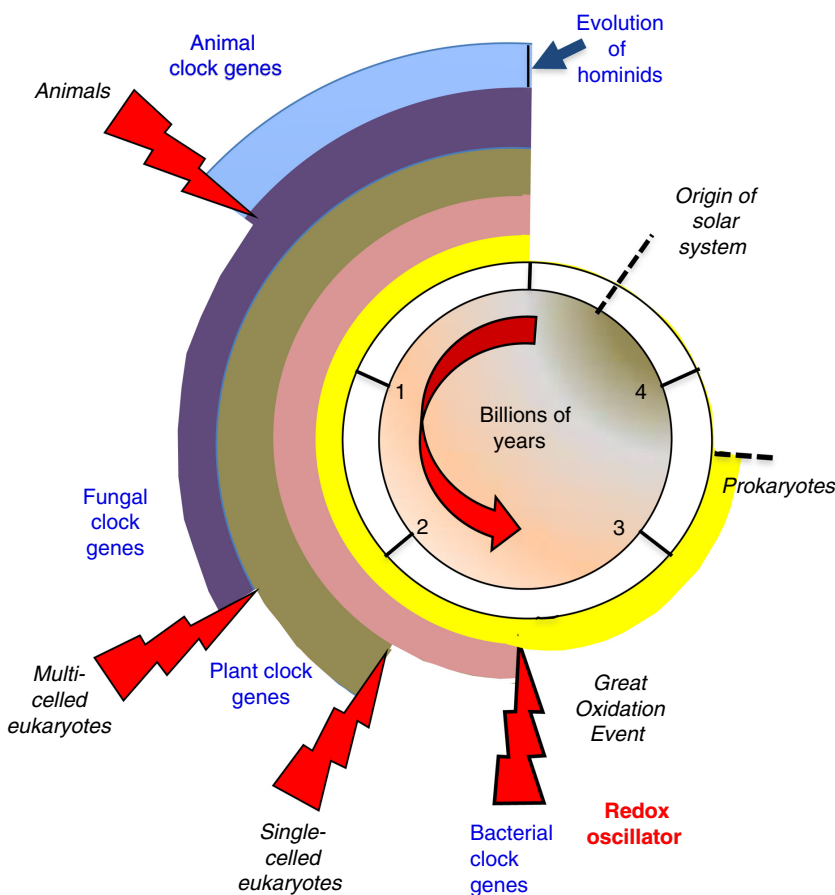 Evolution
of
hominids
Animal
clock genes
Animals
Origin of
solar
system
1
4
Billions of
years
Prokaryotes
Fungal
clock
genes
2
3
Multi-
celled
eukaryotes
Plant clock
genes
Great
Oxidation
Event
Single-
celled
eukaryotes
Bacterial
clock
genes
Redox
oscillator